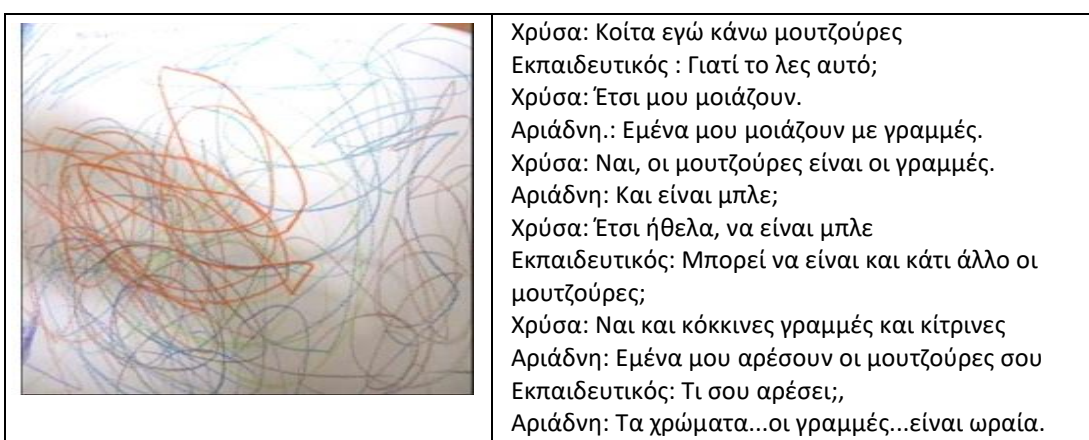 Χρύσα: Κοίτα εγώ κάνω μουτζούρες
Εκπαιδευτικός : Γιατί το λες αυτό;
Χρύσα: Έτσι μου μοιάζουν.
Αριάδνη.: Εμένα μου μοιάζουν με γραμμές.
Χρύσα: Ναι, οι μουτζούρες είναι οι γραμμές.
Αριάδνη: Και είναι μπλε;
Χρύσα: Έτσι ήθελα, να είναι μπλε
Εκπαιδευτικός: Μπορεί να είναι και κάτι άλλο οι
μουτζούρες;
Χρύσα: Ναι και κόκκινες γραμμές και κίτρινες
Αριάδνη: Εμένα μου αρέσουν οι μουτζούρες σου
Εκπαιδευτικός: Τι σου αρέσει;,
Αριάδνη: Τα χρώματα...οι γραμμές...είναι ωραία.